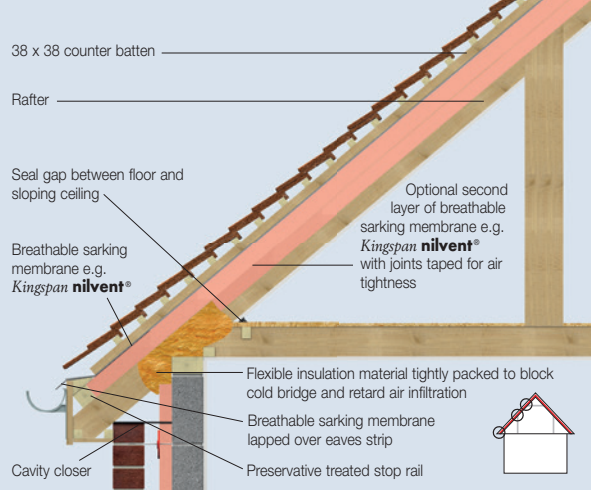 38 x 38 counter batten
Rafter
Seal gap between floor and
sloping ceiling
Optional second
layer of breathable
sarking membrane e.g.
Kingspan nilvent®
with joints taped for air
tightness
Breathable sarking
membrane e.g.
Kingspan nilvent®
Flexible insulation material tightly packed to block
cold bridge and retard air infiltration
Breathable sarking membrane
lapped over eaves strip
Cavity closer
Preservative treated stop rail